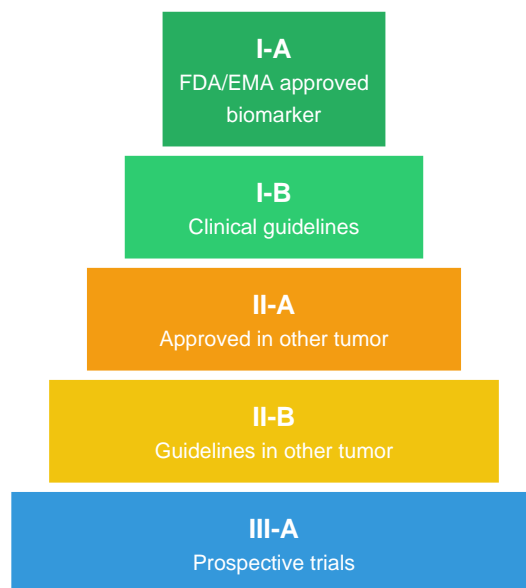 I-A
FDA/EMA approved
biomarker
I-B
Clinical guidelines
II-A
Approved in other tumor
II-B
Guidelines in other tumor
III-A
Prospective trials